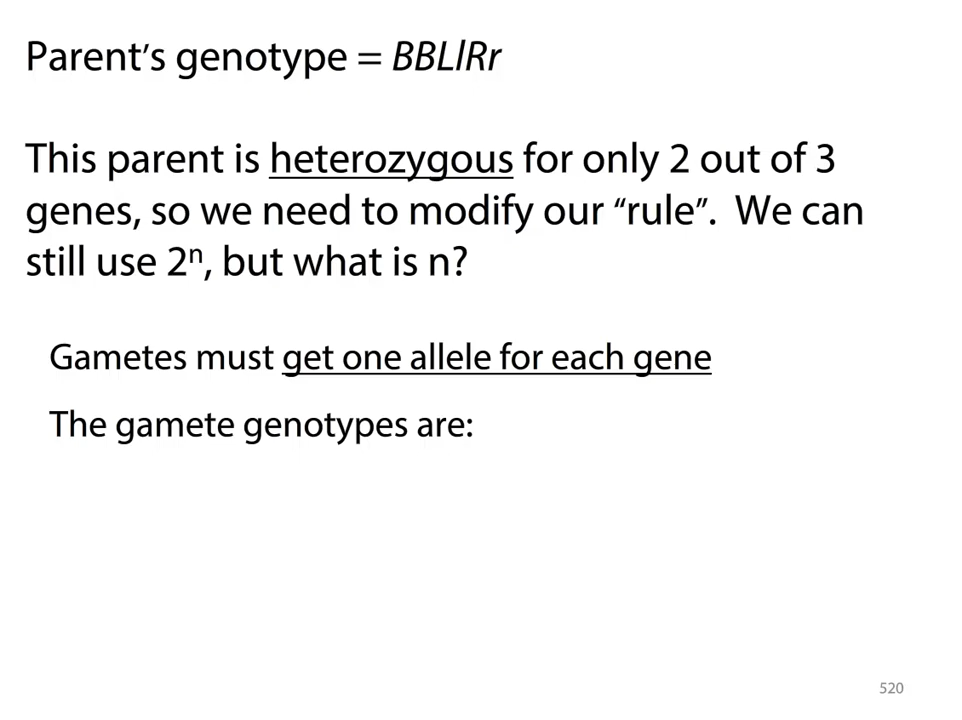 Parent’s genotype = BBLlRr
This parent is heterozygous for only 2 out of 3
genes, so we need to modify our “rule”.  We can
still use 2ⁿ, but what is n?
Gametes must get one allele for each gene
The gamete genotypes are:
520